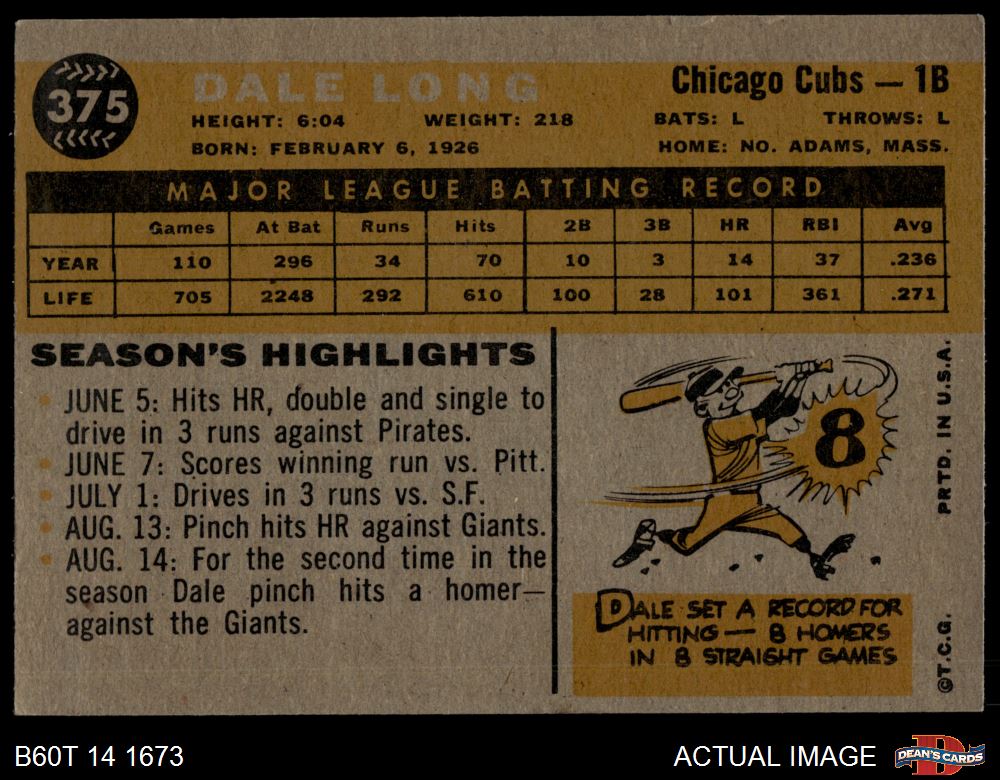 375
DALE LONG
Chicago Cubs — 1B
HEIGHT: 6:04 WEIGHT: 218 BATS: L THROWS: L
BORN: FEBRUARY 6, 1926 HOME: NO. ADAMS, MASS.
MAJOR LEAGUE BATTING RECORD
Games At Bat Runs Hits 2B 3B HR RBI Avg
YEAR 110 296 34 70 10 3 14 37 .236
LIFE 705 2248 292 610 100 28 101 361 .271
SEASON'S HIGHLIGHTS
JUNE 5: Hits HR, double and single to
drive in 3 runs against Pirates.
JUNE 7: Scores winning run vs. Pitt.
JULY 1: Drives in 3 runs vs. S.F.
AUG. 13: Pinch hits HR against Giants.
AUG. 14: For the second time in the
season Dale pinch hits a homer—
against the Giants.
8
DALE SET A RECORD FOR
HITTING — 8 HOMERS
IN 8 STRAIGHT GAMES
©T.C.G. PRTD. IN U.S.A.
B60T 14 1673
ACTUAL IMAGE
D
DEAN'S CARDS